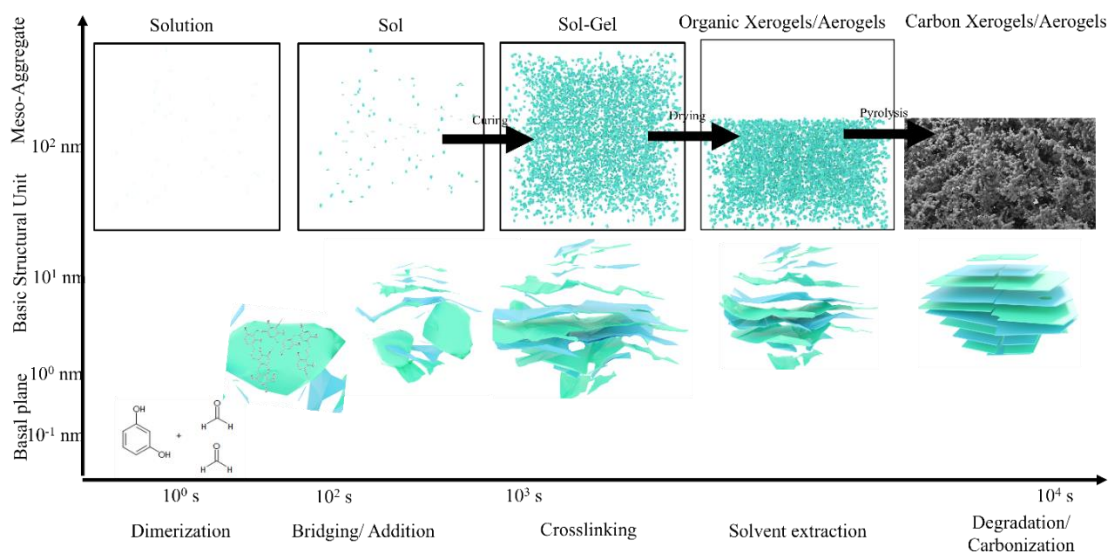 Solution
Sol
Sol-Gel
Organic Xerogels/Aerogels
Carbon Xerogels/Aerogels
Meso-Aggregate
Basic Structural Unit
Basal plane
10² nm
10¹ nm
10⁰ nm
10⁻¹ nm
Curing
Drying
Pyrolysis
OH
OH
+
O
H
H
O
H
H
10⁰ s
10² s
10³ s
10⁴ s
Dimerization
Bridging/ Addition
Crosslinking
Solvent extraction
Degradation/
Carbonization